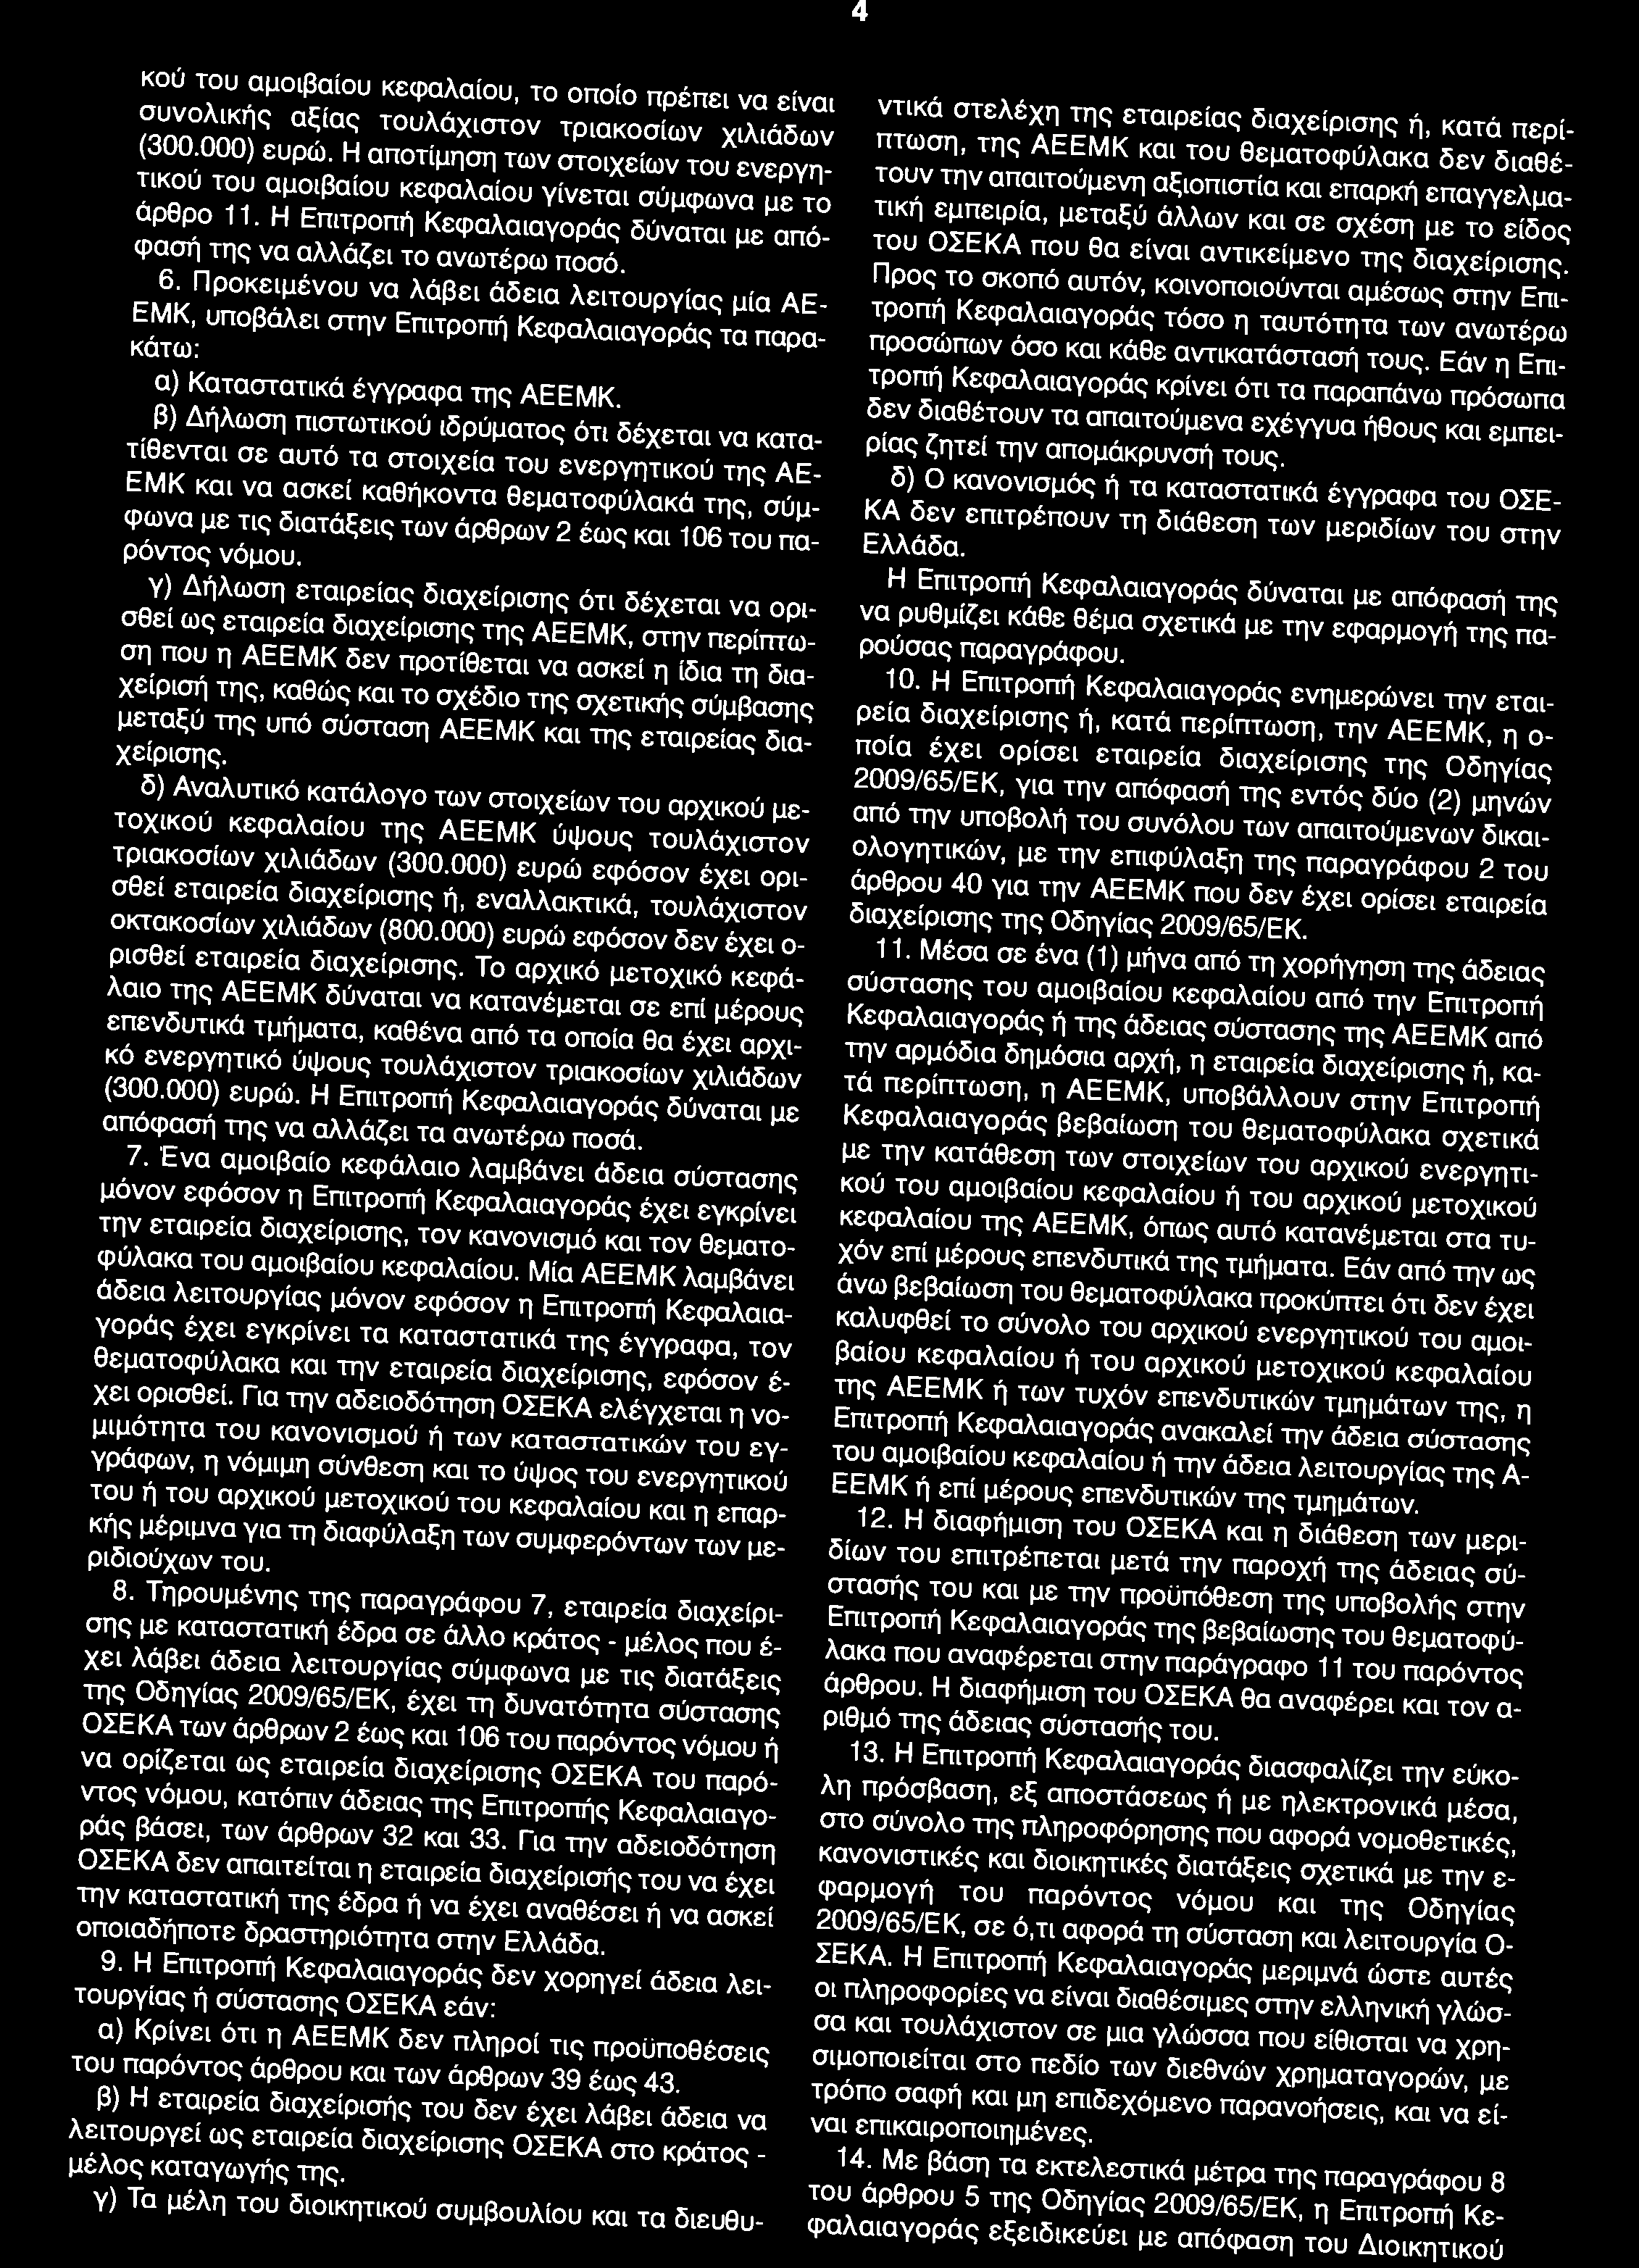 4
κού του αμοιβαίου κεφαλαίου, το οποίο πρέπει να είναι
συνολικής αξίας τουλάχιστον τριακοσίων χιλιάδων
(300.000) ευρώ. Η αποτίμηση των στοιχείων του ενεργη-
τικού του αμοιβαίου κεφαλαίου γίνεται σύμφωνα με το
άρθρο 11. Η Επιτροπή Κεφαλαιαγοράς δύναται με από-
φασή της να αλλάζει το ανωτέρω ποσό.
6. Προκειμένου να λάβει άδεια λειτουργίας μία ΑΕ-
ΕΜΚ, υποβάλει στην Επιτροπή Κεφαλαιαγοράς τα παρα-
κάτω:
α) Καταστατικά έγγραφα της ΑΕΕΜΚ.
β) Δήλωση πιστωτικού ιδρύματος ότι δέχεται να κατα-
τίθενται σε αυτό τα στοιχεία του ενεργητικού της ΑΕ-
ΕΜΚ και να ασκεί καθήκοντα θεματοφύλακά της, σύμ-
φωνα με τις διατάξεις των άρθρων 2 έως και 106 του πα-
ρόντος νόμου.
γ) Δήλωση εταιρείας διαχείρισης ότι δέχεται να ορι-
σθεί ως εταιρεία διαχείρισης της ΑΕΕΜΚ, στην περίπτω-
ση που η ΑΕΕΜΚ δεν προτίθεται να ασκεί η ίδια τη δια-
χείρισή της, καθώς και το σχέδιο της σχετικής σύμβασης
μεταξύ της υπό σύσταση ΑΕΕΜΚ και της εταιρείας δια-
χείρισης.
δ) Αναλυτικό κατάλογο των στοιχείων του αρχικού με-
τοχικού κεφαλαίου της ΑΕΕΜΚ ύψους τουλάχιστον
τριακοσίων χιλιάδων (300.000) ευρώ εφόσον έχει ορι-
σθεί εταιρεία διαχείρισης ή, εναλλακτικά, τουλάχιστον
οκτακοσίων χιλιάδων (800.000) ευρώ εφόσον δεν έχει ο-
ρισθεί εταιρεία διαχείρισης. Το αρχικό μετοχικό κεφά-
λαιο της ΑΕΕΜΚ δύναται να κατανέμεται σε επί μέρους
επενδυτικά τμήματα, καθένα από τα οποία θα έχει αρχι-
κό ενεργητικό ύψους τουλάχιστον τριακοσίων χιλιάδων
(300.000) ευρώ. Η Επιτροπή Κεφαλαιαγοράς δύναται με
απόφασή της να αλλάζει τα ανωτέρω ποσά.
7. Ένα αμοιβαίο κεφάλαιο λαμβάνει άδεια σύστασης
μόνον εφόσον η Επιτροπή Κεφαλαιαγοράς έχει εγκρίνει
την εταιρεία διαχείρισης, τον κανονισμό και τον θεματο-
φύλακα του αμοιβαίου κεφαλαίου. Μία ΑΕΕΜΚ λαμβάνει
άδεια λειτουργίας μόνον εφόσον η Επιτροπή Κεφαλαια-
γοράς έχει εγκρίνει τα καταστατικά της έγγραφα, τον
θεματοφύλακα και την εταιρεία διαχείρισης, εφόσον έ-
χει ορισθεί. Για την αδειοδότηση ΟΣΕΚΑ ελέγχεται η νο-
μιμότητα του κανονισμού ή των καταστατικών του εγ-
γράφων, η νόμιμη σύνθεση και το ύψος του ενεργητικού
του ή του αρχικού μετοχικού του κεφαλαίου και η επαρ-
κής μέριμνα για τη διαφύλαξη των συμφερόντων των με-
ριδιούχων του.
8. Τηρουμένης της παραγράφου 7, εταιρεία διαχείρι-
σης με καταστατική έδρα σε άλλο κράτος - μέλος που έ-
χει λάβει άδεια λειτουργίας σύμφωνα με τις διατάξεις
της Οδηγίας 2009/65/ΕΚ, έχει τη δυνατότητα σύστασης
ΟΣΕΚΑ των άρθρων 2 έως και 106 του παρόντος νόμου ή
να ορίζεται ως εταιρεία διαχείρισης ΟΣΕΚΑ του παρό-
ντος νόμου, κατόπιν άδειας της Επιτροπής Κεφαλαιαγο-
ράς βάσει, των άρθρων 32 και 33. Για την αδειοδότηση
ΟΣΕΚΑ δεν απαιτείται η εταιρεία διαχείρισής του να έχει
την καταστατική της έδρα ή να έχει αναθέσει ή να ασκεί
οποιαδήποτε δραστηριότητα στην Ελλάδα.
9. Η Επιτροπή Κεφαλαιαγοράς δεν χορηγεί άδεια λει-
τουργίας ή σύστασης ΟΣΕΚΑ εάν:
α) Κρίνει ότι η ΑΕΕΜΚ δεν πληροί τις προϋποθέσεις
του παρόντος άρθρου και των άρθρων 39 έως 43.
β) Η εταιρεία διαχείρισής του δεν έχει λάβει άδεια να
λειτουργεί ως εταιρεία διαχείρισης ΟΣΕΚΑ στο κράτος -
μέλος καταγωγής της.
γ) Τα μέλη του διοικητικού συμβουλίου και τα διευθυ-
ντικά στελέχη της εταιρείας διαχείρισης ή, κατά περί-
πτωση, της ΑΕΕΜΚ και του θεματοφύλακα δεν διαθέ-
τουν την απαιτούμενη αξιοπιστία και επαρκή επαγγελμα-
τική εμπειρία, μεταξύ άλλων και σε σχέση με το είδος
του ΟΣΕΚΑ που θα είναι αντικείμενο της διαχείρισης.
Προς το σκοπό αυτόν, κοινοποιούνται αμέσως στην Επι-
τροπή Κεφαλαιαγοράς τόσο η ταυτότητα των ανωτέρω
προσώπων όσο και κάθε αντικατάστασή τους. Εάν η Επι-
τροπή Κεφαλαιαγοράς κρίνει ότι τα παραπάνω πρόσωπα
δεν διαθέτουν τα απαιτούμενα εχέγγυα ήθους και εμπει-
ρίας ζητεί την απομάκρυνσή τους.
δ) Ο κανονισμός ή τα καταστατικά έγγραφα του ΟΣΕ-
ΚΑ δεν επιτρέπουν τη διάθεση των μεριδίων του στην
Ελλάδα.
Η Επιτροπή Κεφαλαιαγοράς δύναται με απόφασή της
να ρυθμίζει κάθε θέμα σχετικά με την εφαρμογή της πα-
ρούσας παραγράφου.
10. Η Επιτροπή Κεφαλαιαγοράς ενημερώνει την εται-
ρεία διαχείρισης ή, κατά περίπτωση, την ΑΕΕΜΚ, η ο-
ποία έχει ορίσει εταιρεία διαχείρισης της Οδηγίας
2009/65/ΕΚ, για την απόφασή της εντός δύο (2) μηνών
από την υποβολή του συνόλου των απαιτούμενων δικαι-
ολογητικών, με την επιφύλαξη της παραγράφου 2 του
άρθρου 40 για την ΑΕΕΜΚ που δεν έχει ορίσει εταιρεία
διαχείρισης της Οδηγίας 2009/65/ΕΚ.
11. Μέσα σε ένα (1) μήνα από τη χορήγηση της άδειας
σύστασης του αμοιβαίου κεφαλαίου από την Επιτροπή
Κεφαλαιαγοράς ή της άδειας σύστασης της ΑΕΕΜΚ από
την αρμόδια δημόσια αρχή, η εταιρεία διαχείρισης ή, κα-
τά περίπτωση, η ΑΕΕΜΚ, υποβάλλουν στην Επιτροπή
Κεφαλαιαγοράς βεβαίωση του θεματοφύλακα σχετικά
με την κατάθεση των στοιχείων του αρχικού ενεργητι-
κού του αμοιβαίου κεφαλαίου ή του αρχικού μετοχικού
κεφαλαίου της ΑΕΕΜΚ, όπως αυτό κατανέμεται στα τυ-
χόν επί μέρους επενδυτικά της τμήματα. Εάν από την ως
άνω βεβαίωση του θεματοφύλακα προκύπτει ότι δεν έχει
καλυφθεί το σύνολο του αρχικού ενεργητικού του αμοι-
βαίου κεφαλαίου ή του αρχικού μετοχικού κεφαλαίου
της ΑΕΕΜΚ ή των τυχόν επενδυτικών τμημάτων της, η
Επιτροπή Κεφαλαιαγοράς ανακαλεί την άδεια σύστασης
του αμοιβαίου κεφαλαίου ή την άδεια λειτουργίας της Α-
ΕΕΜΚ ή επί μέρους επενδυτικών της τμημάτων.
12. Η διαφήμιση του ΟΣΕΚΑ και η διάθεση των μερι-
δίων του επιτρέπεται μετά την παροχή της άδειας σύ-
στασής του και με την προϋπόθεση της υποβολής στην
Επιτροπή Κεφαλαιαγοράς της βεβαίωσης του θεματοφύ-
λακα που αναφέρεται στην παράγραφο 11 του παρόντος
άρθρου. Η διαφήμιση του ΟΣΕΚΑ θα αναφέρει και τον α-
ριθμό της άδειας σύστασής του.
13. Η Επιτροπή Κεφαλαιαγοράς διασφαλίζει την εύκο-
λη πρόσβαση, εξ αποστάσεως ή με ηλεκτρονικά μέσα,
στο σύνολο της πληροφόρησης που αφορά νομοθετικές,
κανονιστικές και διοικητικές διατάξεις σχετικά με την ε-
φαρμογή του παρόντος νόμου και της Οδηγίας
2009/65/ΕΚ, σε ό,τι αφορά τη σύσταση και λειτουργία Ο-
ΣΕΚΑ. Η Επιτροπή Κεφαλαιαγοράς μεριμνά ώστε αυτές
οι πληροφορίες να είναι διαθέσιμες στην ελληνική γλώσ-
σα και τουλάχιστον σε μια γλώσσα που είθισται να χρη-
σιμοποιείται στο πεδίο των διεθνών χρηματαγορών, με
τρόπο σαφή και μη επιδεχόμενο παρανοήσεις, και να εί-
ναι επικαιροποιημένες.
14. Με βάση τα εκτελεστικά μέτρα της παραγράφου 8
του άρθρου 5 της Οδηγίας 2009/65/ΕΚ, η Επιτροπή Κε-
φαλαιαγοράς εξειδικεύει με απόφαση του Διοικητικού